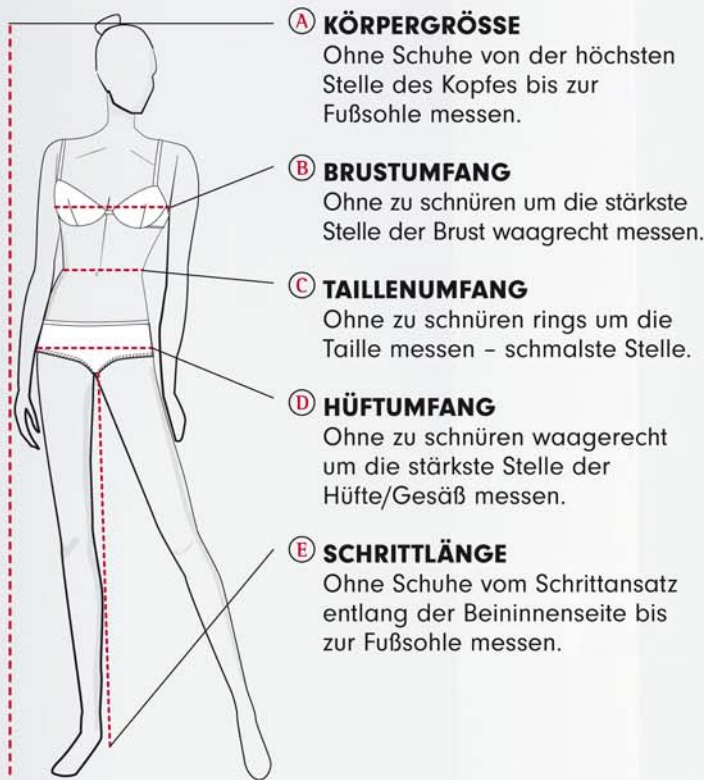 A KÖRPERGRÖSSE
Ohne Schuhe von der höchsten
Stelle des Kopfes bis zur
Fußsohle messen.
B BRUSTUMFANG
Ohne zu schnüren um die stärkste
Stelle der Brust waagrecht messen.
C TAILLENUMFANG
Ohne zu schnüren rings um die
Taille messen – schmalste Stelle.
D HÜFTUMFANG
Ohne zu schnüren waagerecht
um die stärkste Stelle der
Hüfte/Gesäß messen.
E SCHRITTLÄNGE
Ohne Schuhe vom Schrittansatz
entlang der Beininnenseite bis
zur Fußsohle messen.